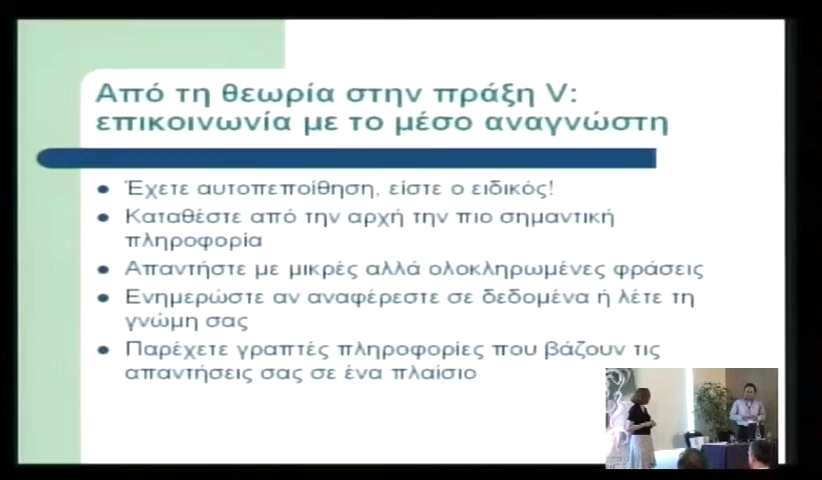 Από τη θεωρία στην πράξη V:
επικοινωνία με το μέσο αναγνώστη
Έχετε αυτοπεποίθηση, είστε ο ειδικός!
Καταθέστε από την αρχή την πιο σημαντική
πληροφορία
Απαντήστε με μικρές αλλά ολοκληρωμένες φράσεις
Ενημερώστε αν αναφέρεστε σε δεδομένα ή λέτε τη
γνώμη σας
Παρέχετε γραπτές πληροφορίες που βάζουν τις
απαντήσεις σας σε ένα πλαίσιο